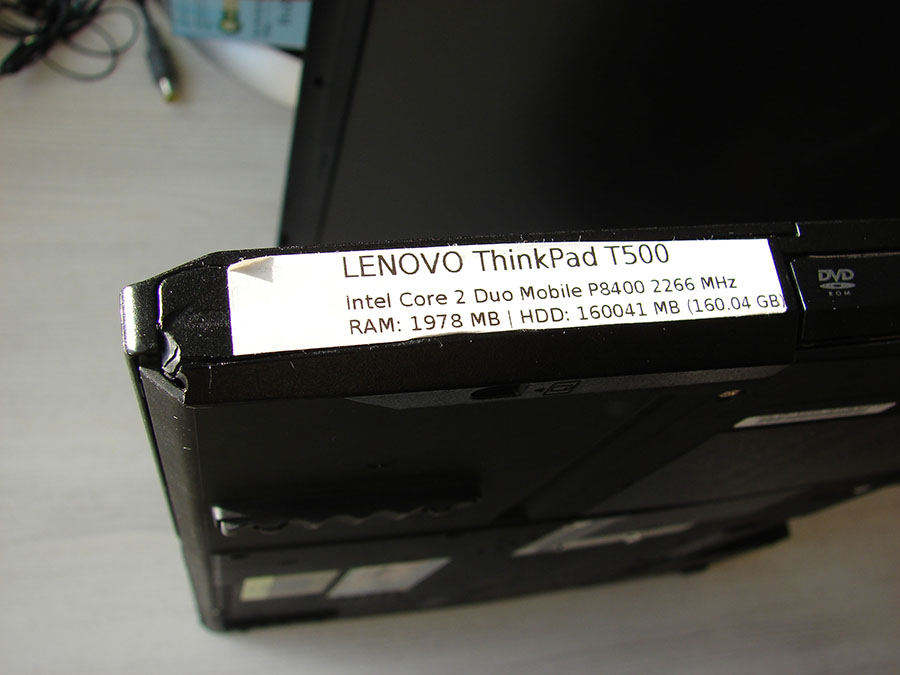 LENOVO ThinkPad T500
Intel Core 2 Duo Mobile P8400 2266 MHz
RAM: 1978 MB | HDD: 160041 MB (160.04 GB)
DVD
ROM